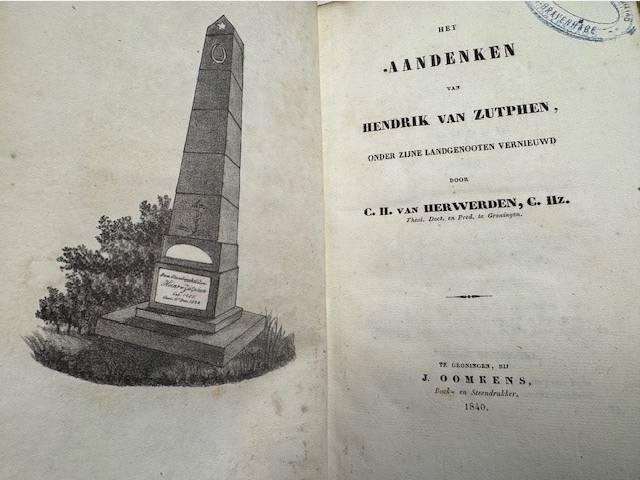 HET
AANDENKEN
VAN
HENDRIK VAN ZUTPHEN,
ONDER ZIJNE LANDGENOOTEN VERNIEUWD
DOOR
C. H. VAN HERWERDEN, C. HZ.
Theol. Doct. en Pred. te Groningen.
TE GRONINGEN, BIJ
J. OOMKENS,
Boek- en Steendrukker.
1840.